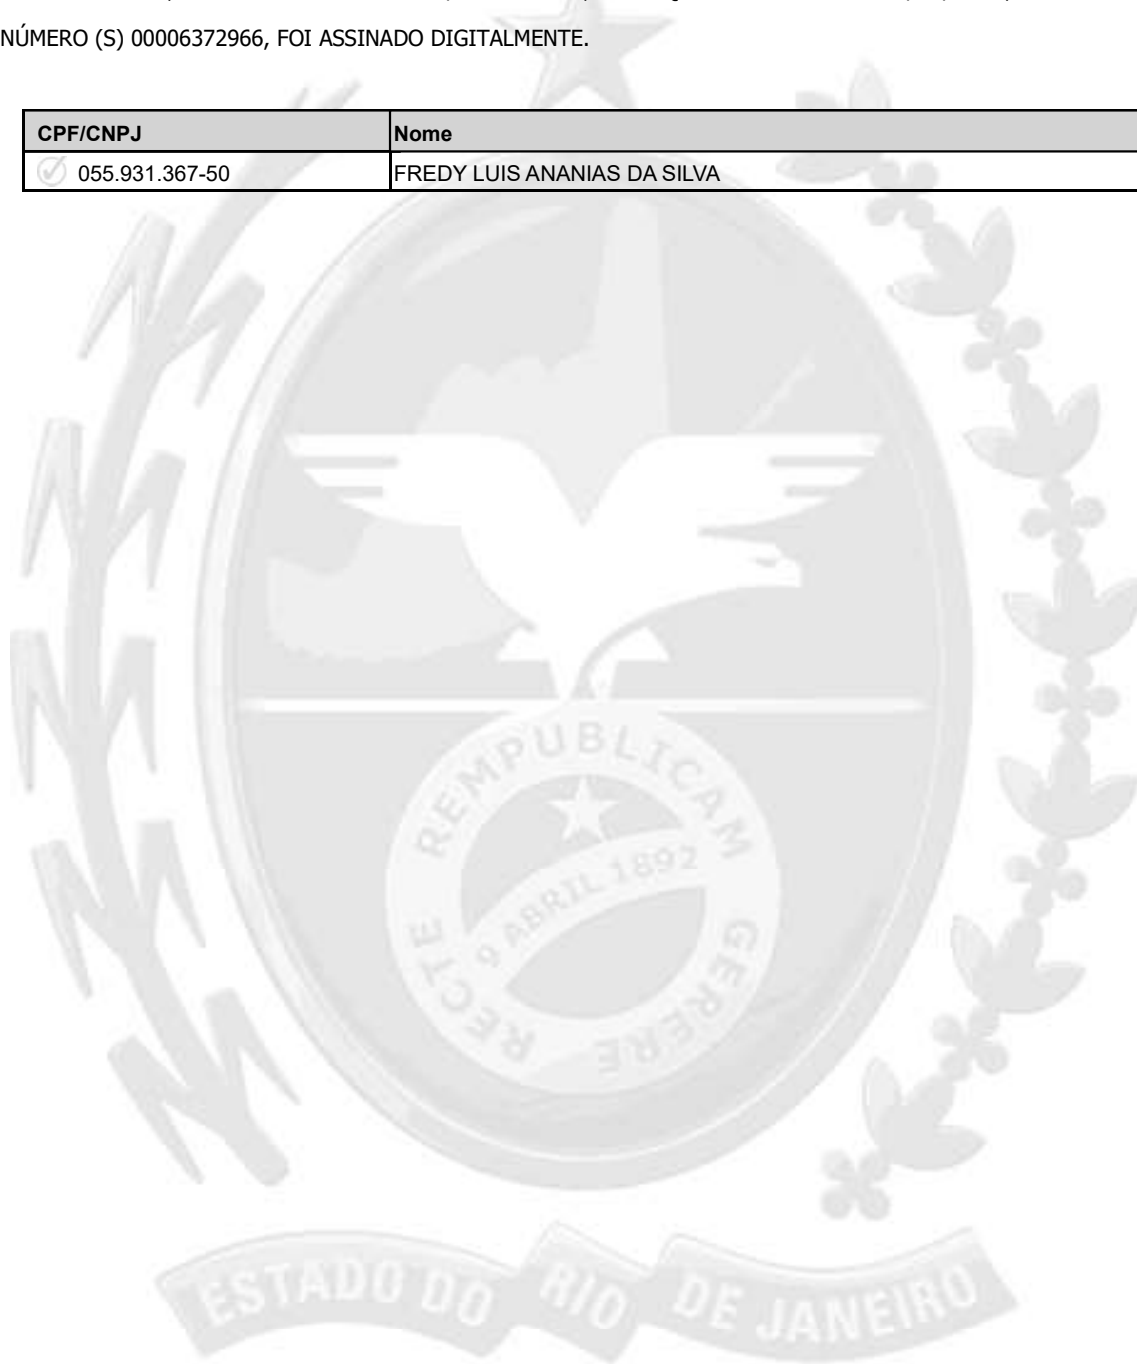 NÚMERO (S) 00006372966, FOI ASSINADO DIGITALMENTE.
CPF/CNPJ Nome
055.931.367-50 FREDY LUIS ANANIAS DA SILVA
RECTE REMPUBLICAM GERERE
9 ABRIL 1892
ESTADO DO RIO DE JANEIRO